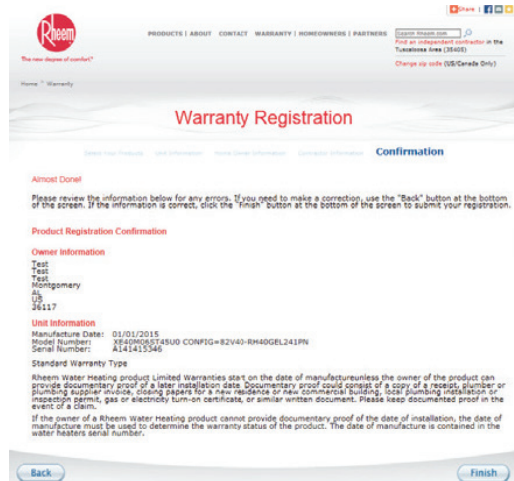 Share
Rheem
The new degree of comfort.®
PRODUCTS | ABOUT CONTACT WARRANTY | HOMEOWNERS | PARTNERS
Search Rheem.com
Find an independent contractor in the
Tuscaloosa Area (35405)
Change zip code (US/Canada Only)
Home Warranty
Warranty Registration
Select Your Products Unit Information Home Owner Information Contractor Information Confirmation
Almost Done!
Please review the information below for any errors. If you need to make a correction, use the "Back" button at the bottom
of the screen. If the information is correct, click the "Finish" button at the bottom of the screen to submit your registration.
Product Registration Confirmation
Owner Information
Test
Test
Test
Montgomery
AL
US
36117
Unit Information
Manufacture Date: 01/01/2015
Model Number: XE40M06ST45U0 CONFIG=82V40-RH40GEL241PN
Serial Number: A141415346
Standard Warranty Type
Rheem Water Heating product Limited Warranties start on the date of manufactureunless the owner of the product can
provide documentary proof of a later installation date. Documentary proof could consist of a copy of a receipt, plumber or
plumbing supplier invoice, closing papers for a new residence or new commercial building, local plumbing installation or
inspection permit, gas or electricity turn-on certificate, or similar written document. Please keep documented proof in the
event of a claim.
If the owner of a Rheem Water Heating product cannot provide documentary proof of the date of installation, the date of
manufacture must be used to determine the warranty status of the product. The date of manufacture is contained in the
water heaters serial number.
Back
Finish